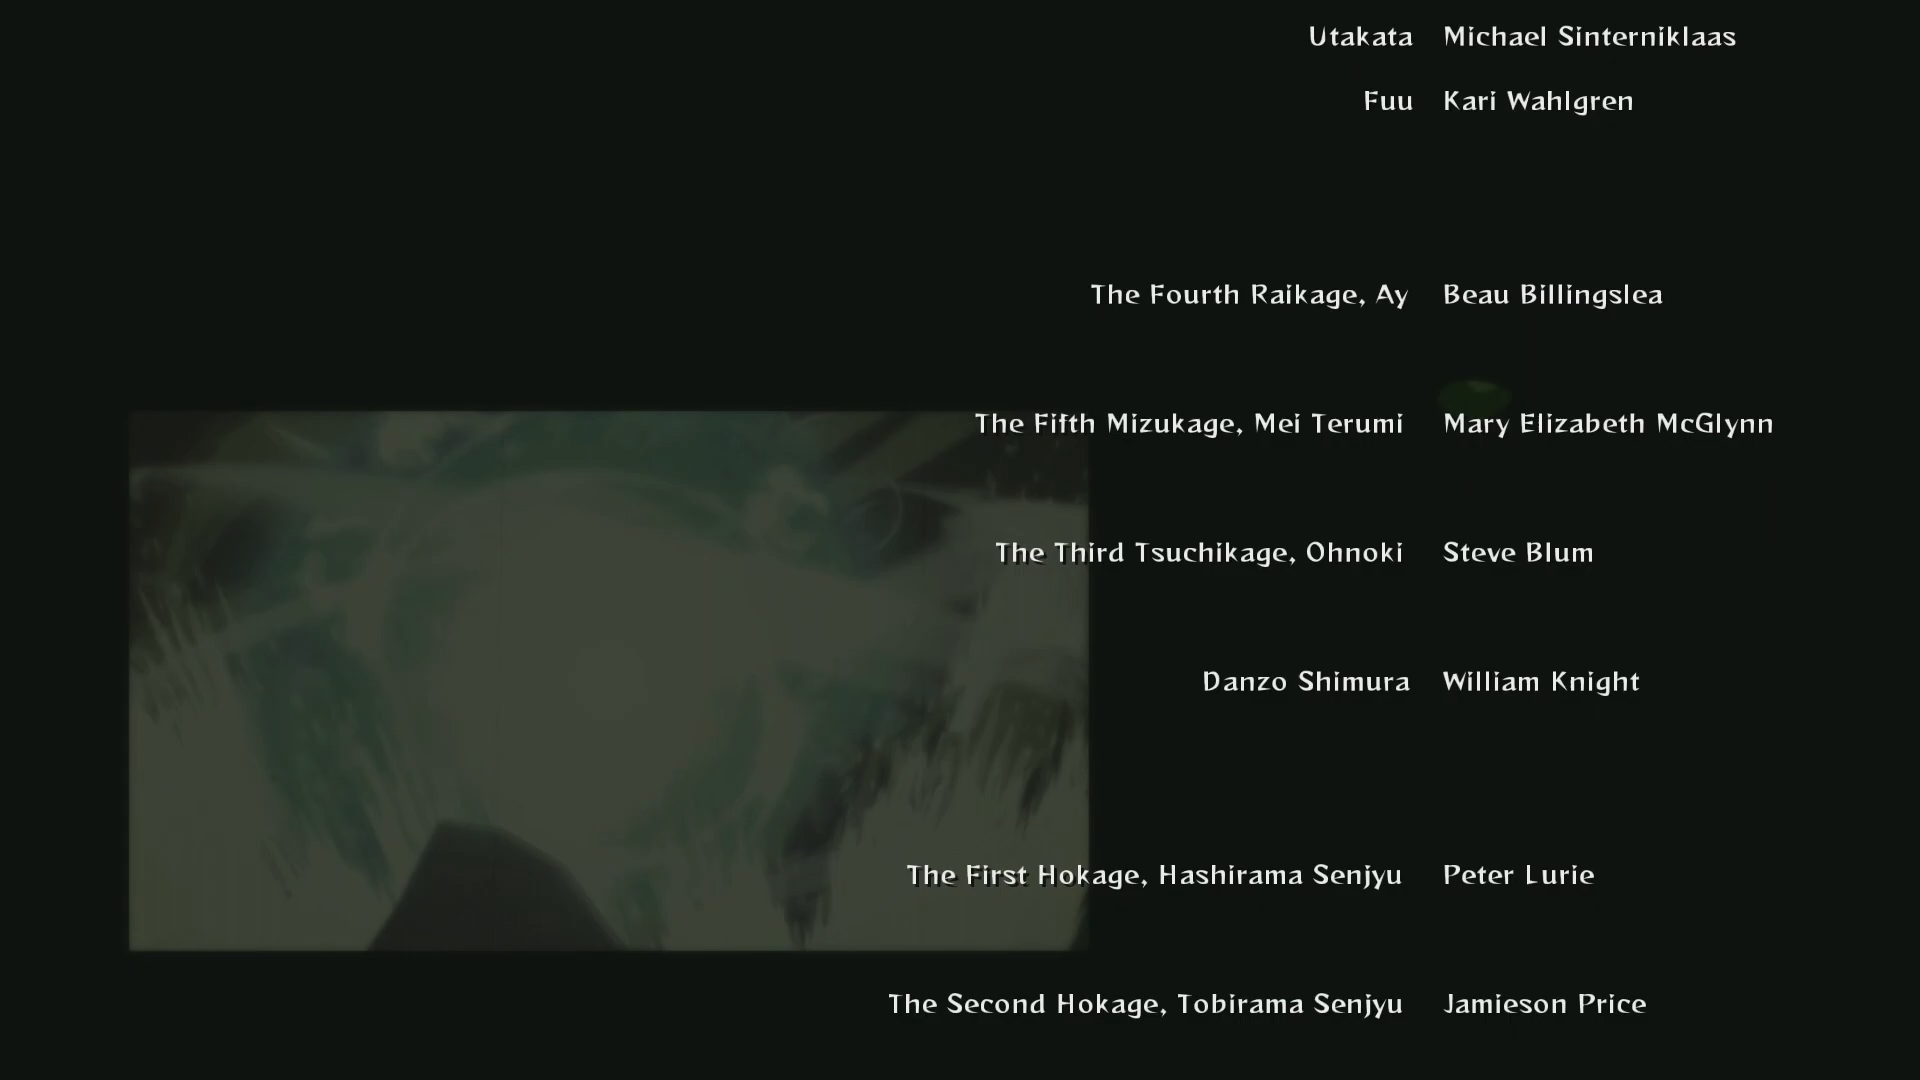 Utakata Michael Sinterniklaas
Fuu Kari Wahlgren
The Fourth Raikage, Ay Beau Billingslea
The Fifth Mizukage, Mei Terumi Mary Elizabeth McGlynn
The Third Tsuchikage, Ohnoki Steve Blum
Danzo Shimura William Knight
The First Hokage, Hashirama Senjyu Peter Lurie
The Second Hokage, Tobirama Senjyu Jamieson Price